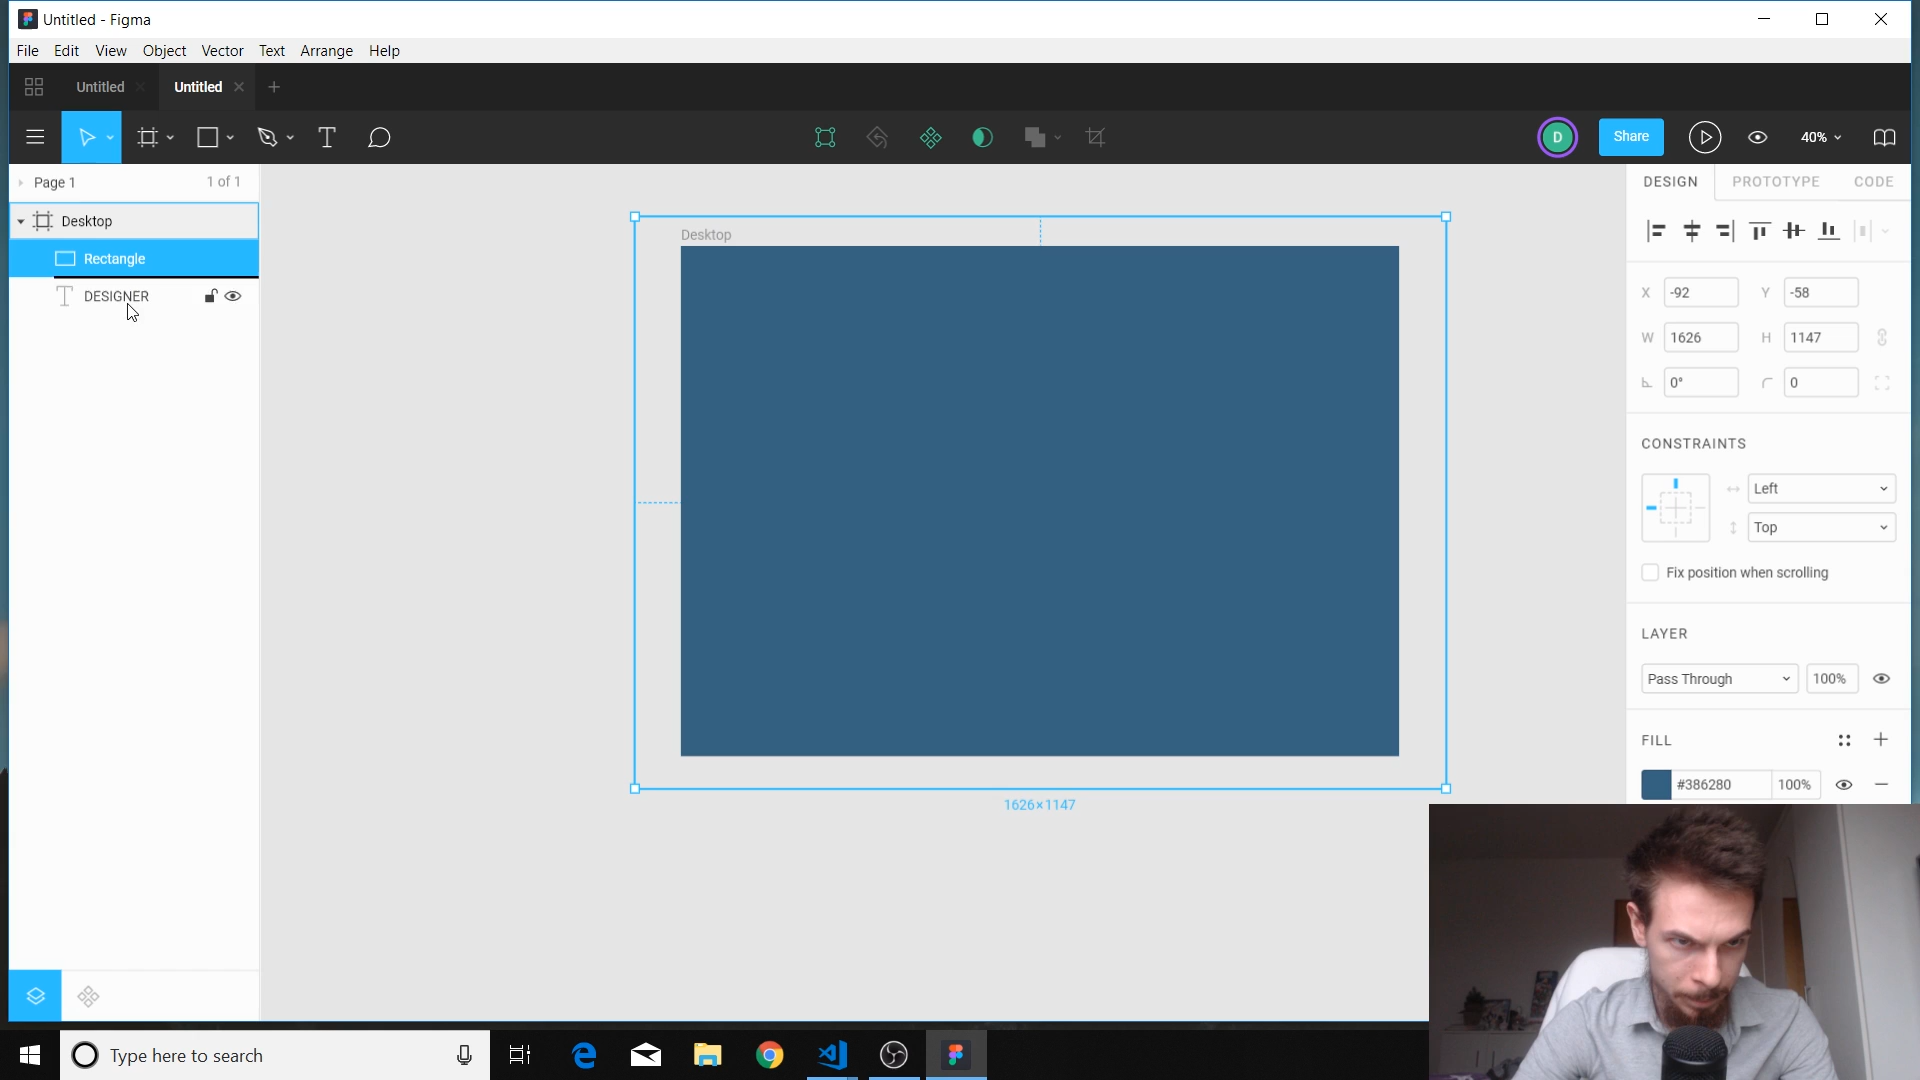 Untitled - Figma
File Edit View Object Vector Text Arrange Help
Untitled Untitled
D Share 40%
Page 1 1 of 1
Desktop
Rectangle
DESIGNER
Desktop
1626×1147
DESIGN PROTOTYPE CODE
X -92 Y -58
W 1626 H 1147
0° 0
CONSTRAINTS
Left
Top
Fix position when scrolling
LAYER
Pass Through 100%
FILL
#386280 100%
Type here to search